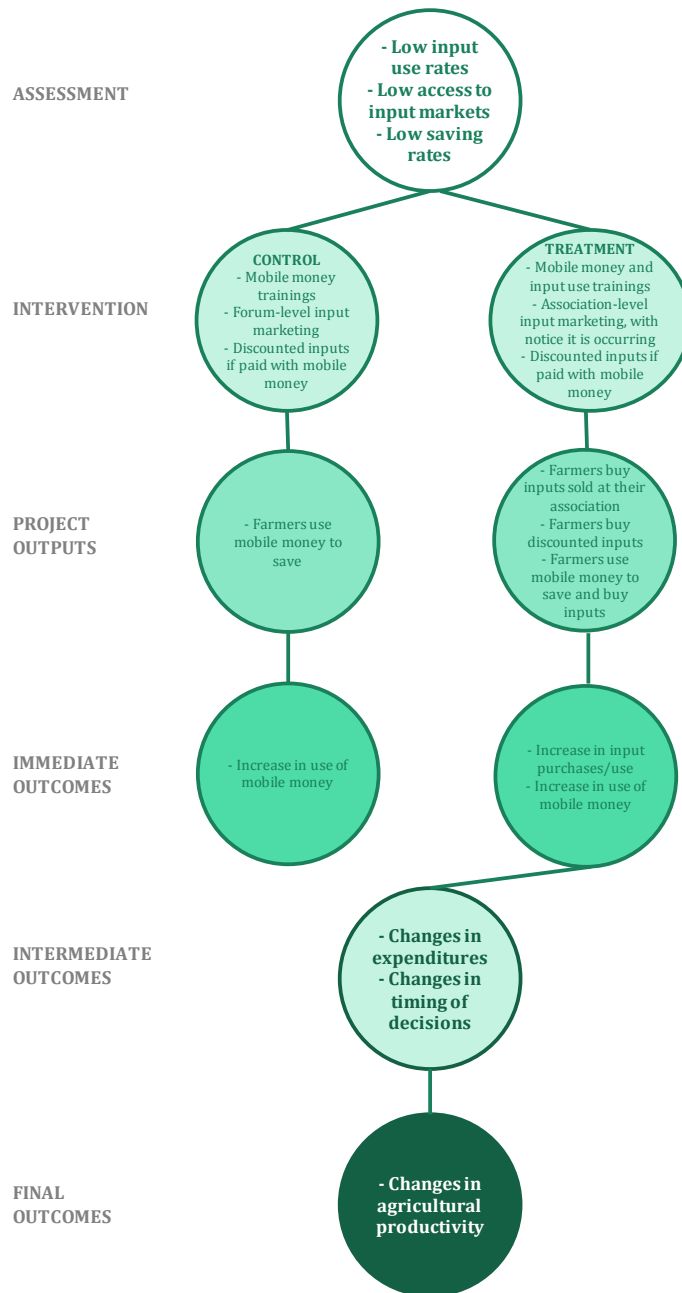 ASSESSMENT
- Low input
use rates
- Low access to
input markets
- Low saving
rates
INTERVENTION
CONTROL
- Mobile money
trainings
- Forum-level input
marketing
- Discounted inputs
if paid with mobile
money
TREATMENT
- Mobile money and
input use trainings
- Association-level
input marketing, with
notice it is occurring
- Discounted inputs if
paid with mobile
money
PROJECT
OUTPUTS
- Farmers use
mobile money to
save
- Farmers buy
inputs sold at their
association
- Farmers buy
discounted inputs
- Farmers use
mobile money to
save and buy
inputs
IMMEDIATE
OUTCOMES
- Increase in use of
mobile money
- Increase in input
purchases/use
- Increase in use of
mobile money
INTERMEDIATE
OUTCOMES
- Changes in
expenditures
- Changes in
timing of
decisions
FINAL
OUTCOMES
- Changes in
agricultural
productivity